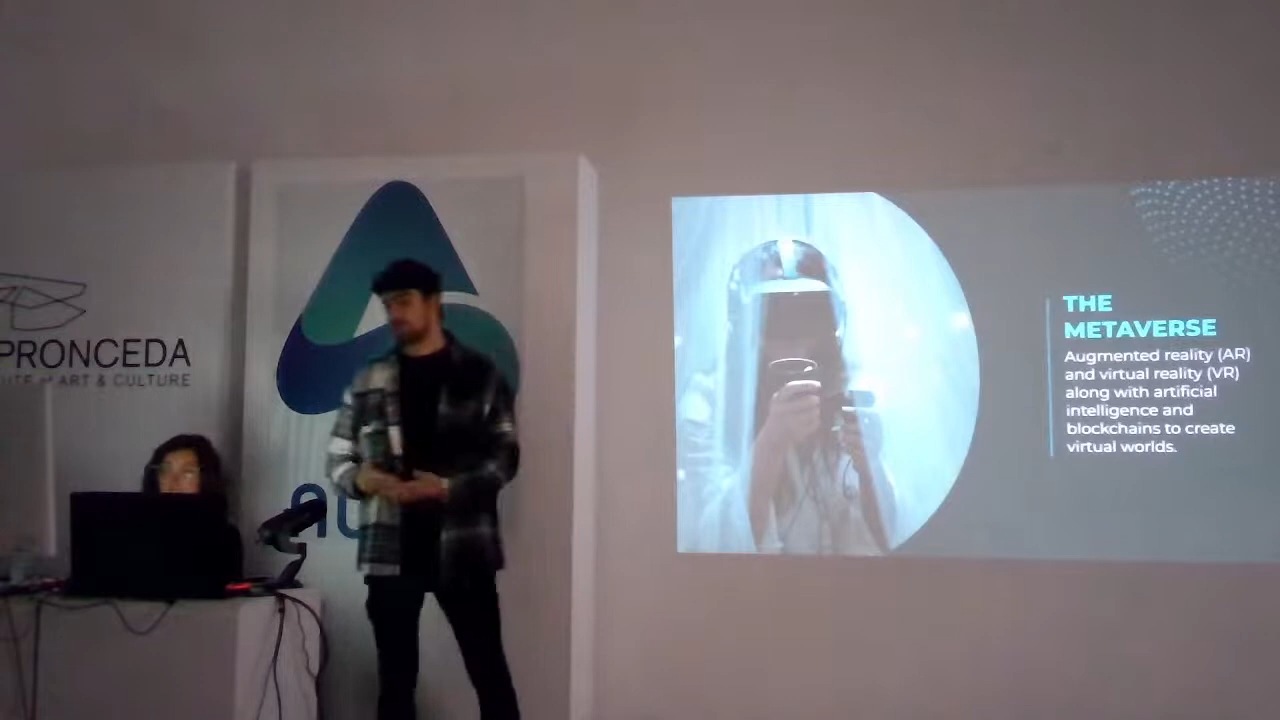 PRONCEDA
ART & CULTURE
THE
METAVERSE
Augmented reality (AR)
and virtual reality (VR)
along with artificial
intelligence and
blockchains to create
virtual worlds.